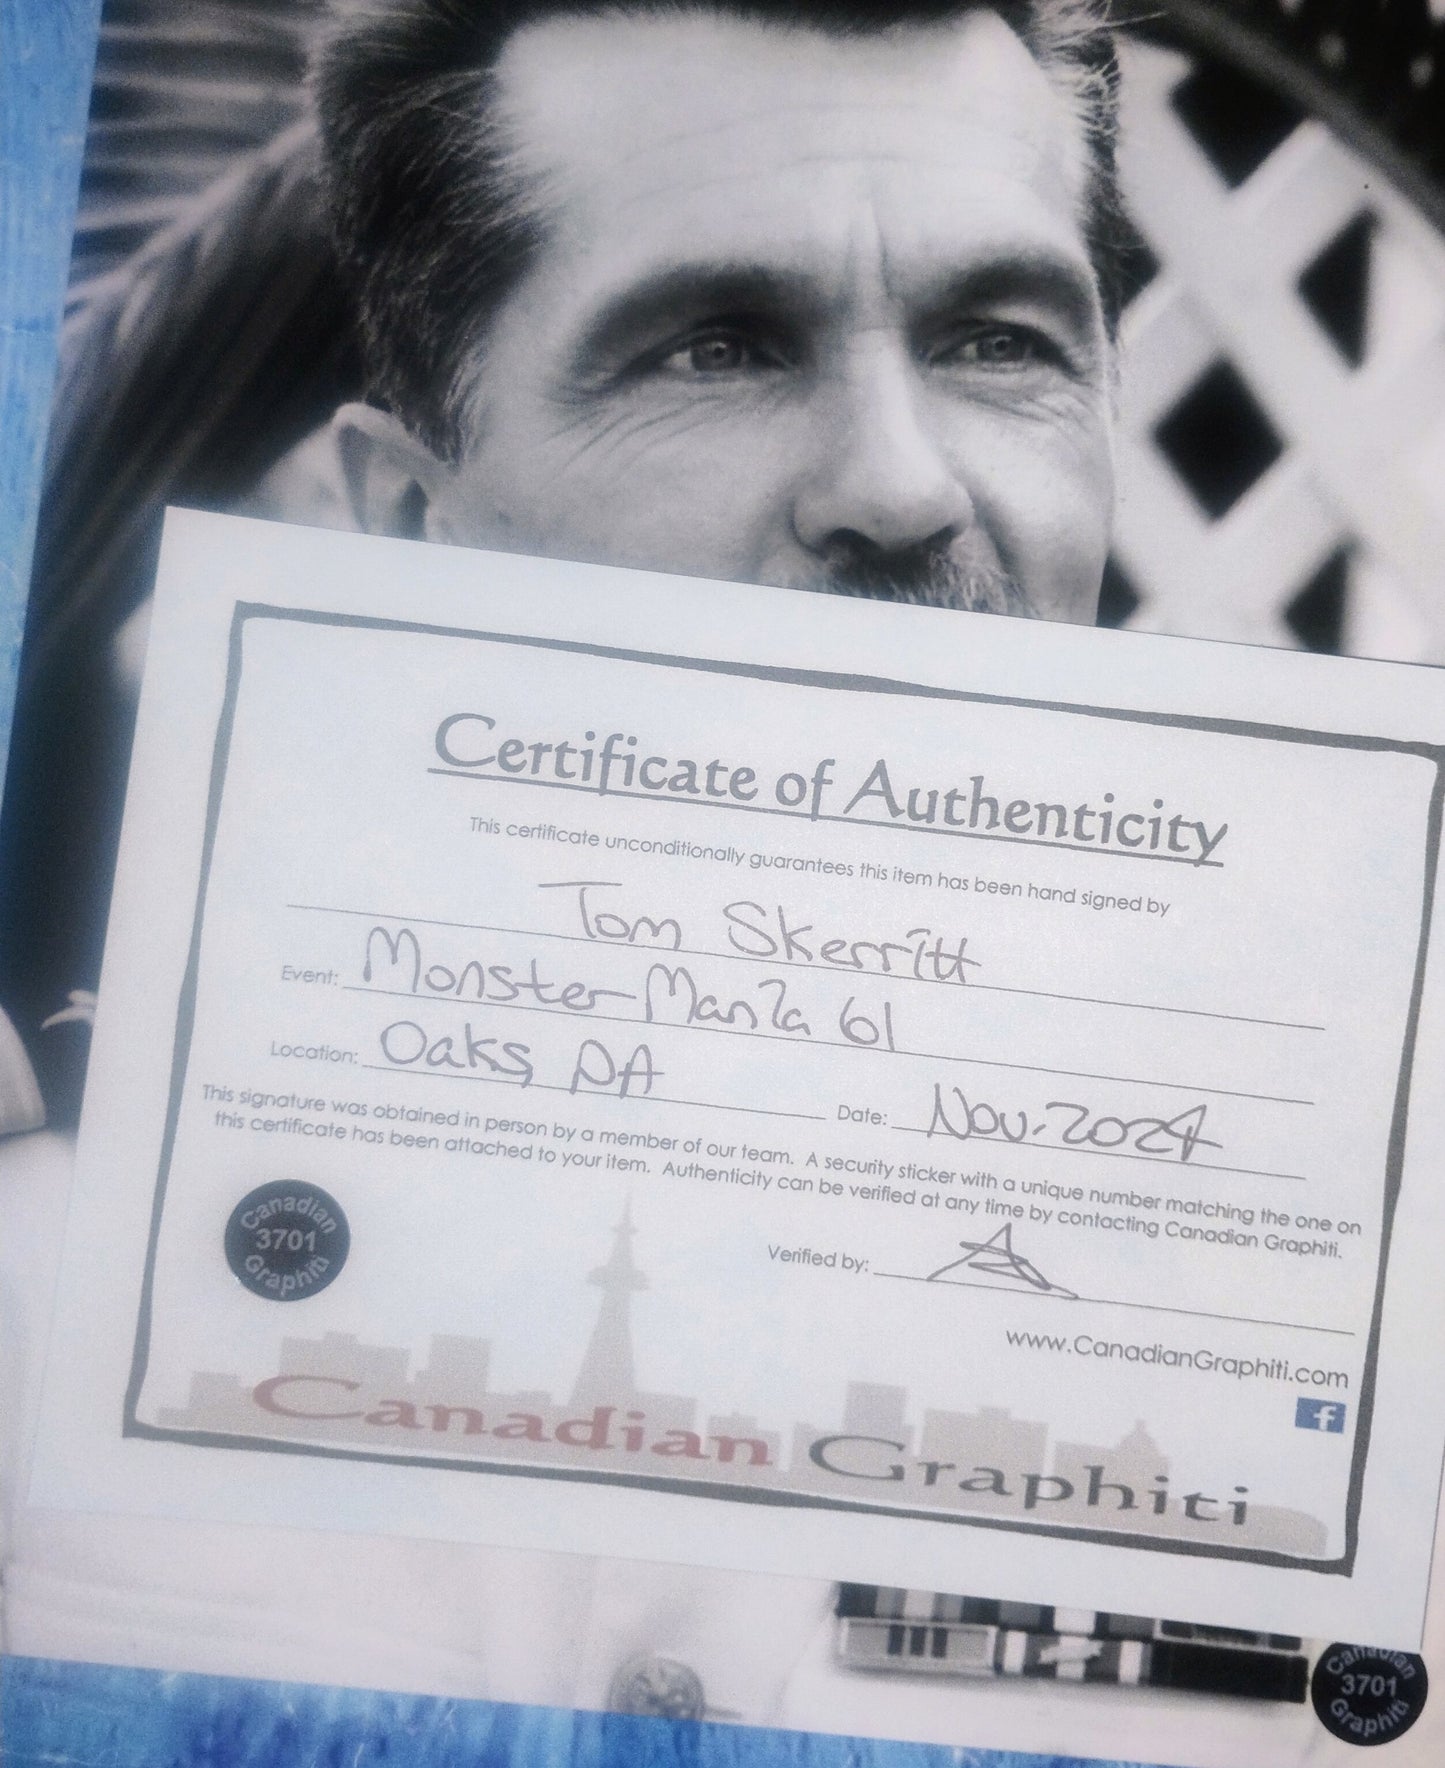 Certificate of Authenticity
This certificate unconditionally guarantees this item has been hand signed by
Tom Skerritt
Event: Monster-Mania 61
Location: Oaks, PA Date: Nov. 2024
This signature was obtained in person by a member of our team. A security sticker with a unique number matching the one on
this certificate has been attached to your item. Authenticity can be verified at any time by contacting Canadian Graphiti.
Canadian
3701
Graphiti
Verified by:
www.CanadianGraphiti.com
f
Canadian Graphiti
Canadian
3701
Graphiti